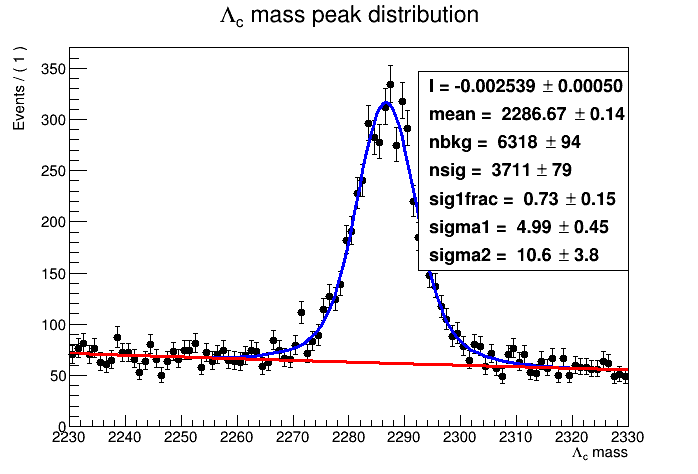 Λc mass peak distribution
Events / ( 1 )
350
300
250
200
150
100
50
0
l = -0.002539 ± 0.00050
mean = 2286.67 ± 0.14
nbkg = 6318 ± 94
nsig = 3711 ± 79
sig1frac = 0.73 ± 0.15
sigma1 = 4.99 ± 0.45
sigma2 = 10.6 ± 3.8
2230 2240 2250 2260 2270 2280 2290 2300 2310 2320 2330
Λc mass